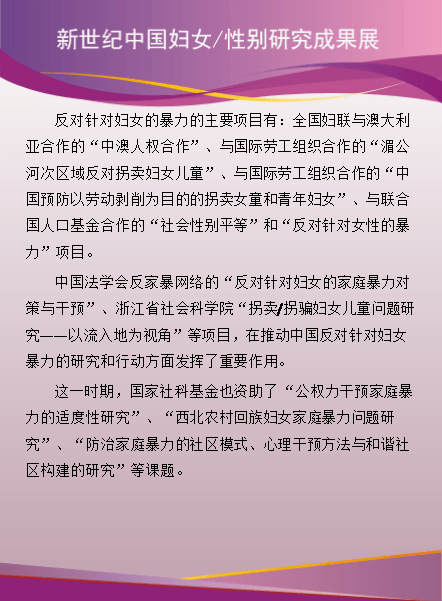 新世纪中国妇女/性别研究成果展
反对针对妇女的暴力的主要项目有：全国妇联与澳大利
亚合作的“中澳人权合作”、与国际劳工组织合作的“湄公
河次区域反对拐卖妇女儿童”、与国际劳工组织合作的“中
国预防以劳动剥削为目的的拐卖女童和青年妇女”、与联合
国人口基金合作的“社会性别平等”和“反对针对女性的暴
力”项目。
中国法学会反家暴网络的“反对针对妇女的家庭暴力对
策与干预”、浙江省社会科学院“拐卖/拐骗妇女儿童问题研
究——以流入地为视角”等项目，在推动中国反对针对妇女
暴力的研究和行动方面发挥了重要作用。
这一时期，国家社科基金也资助了“公权力干预家庭暴
力的适度性研究”、“西北农村回族妇女家庭暴力问题研
究”、“防治家庭暴力的社区模式、心理干预方法与和谐社
区构建的研究”等课题。